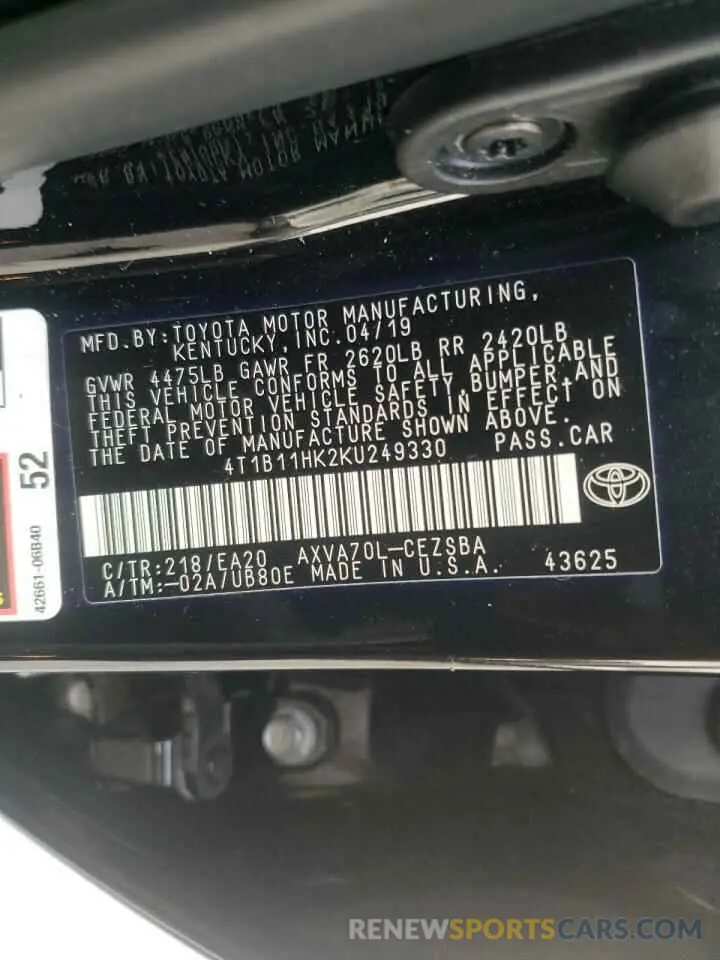 MFD. BY: TOYOTA MOTOR MANUFACTURING,
KENTUCKY, INC. 04/19
GVWR 4475LB GAWR FR 2620LB RR 2420LB
THIS VEHICLE CONFORMS TO ALL APPLICABLE
FEDERAL MOTOR VEHICLE SAFETY, BUMPER AND
THEFT PREVENTION STANDARDS IN EFFECT ON
THE DATE OF MANUFACTURE SHOWN ABOVE.
4T1B11HK2KU249330 PASS.CAR
C/TR:218/EA20 AXVA70L-CEZSBA
A/TM:-02A/UB80E MADE IN U.S.A. 43625
52
42661-06B40
RENEWSPORTSCARS.COM